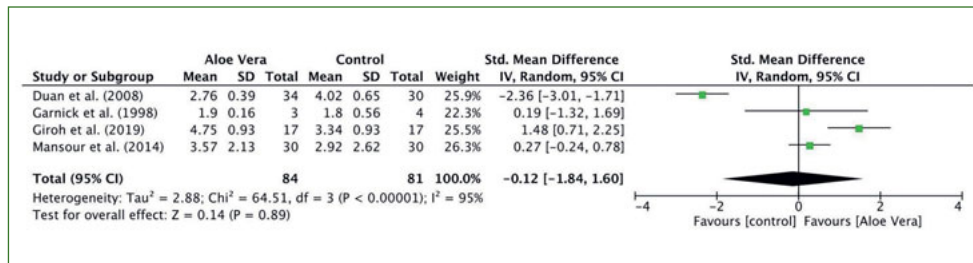 Aloe Vera Control Std. Mean Difference Std. Mean Difference
Study or Subgroup Mean SD Total Mean SD Total Weight IV, Random, 95% CI IV, Random, 95% CI
Duan et al. (2008) 2.76 0.39 34 4.02 0.65 30 25.9% -2.36 [-3.01, -1.71]
Garnick et al. (1998) 1.9 0.16 3 1.8 0.56 4 22.3% 0.19 [-1.32, 1.69]
Giroh et al. (2019) 4.75 0.93 17 3.34 0.93 17 25.5% 1.48 [0.71, 2.25]
Mansour et al. (2014) 3.57 2.13 30 2.92 2.62 30 26.3% 0.27 [-0.24, 0.78]
Total (95% CI) 84 81 100.0% -0.12 [-1.84, 1.60]
Heterogeneity: Tau² = 2.88; Chi² = 64.51, df = 3 (P < 0.00001); I² = 95%
Test for overall effect: Z = 0.14 (P = 0.89)
-4 -2 0 2 4
Favours [control] Favours [Aloe Vera]